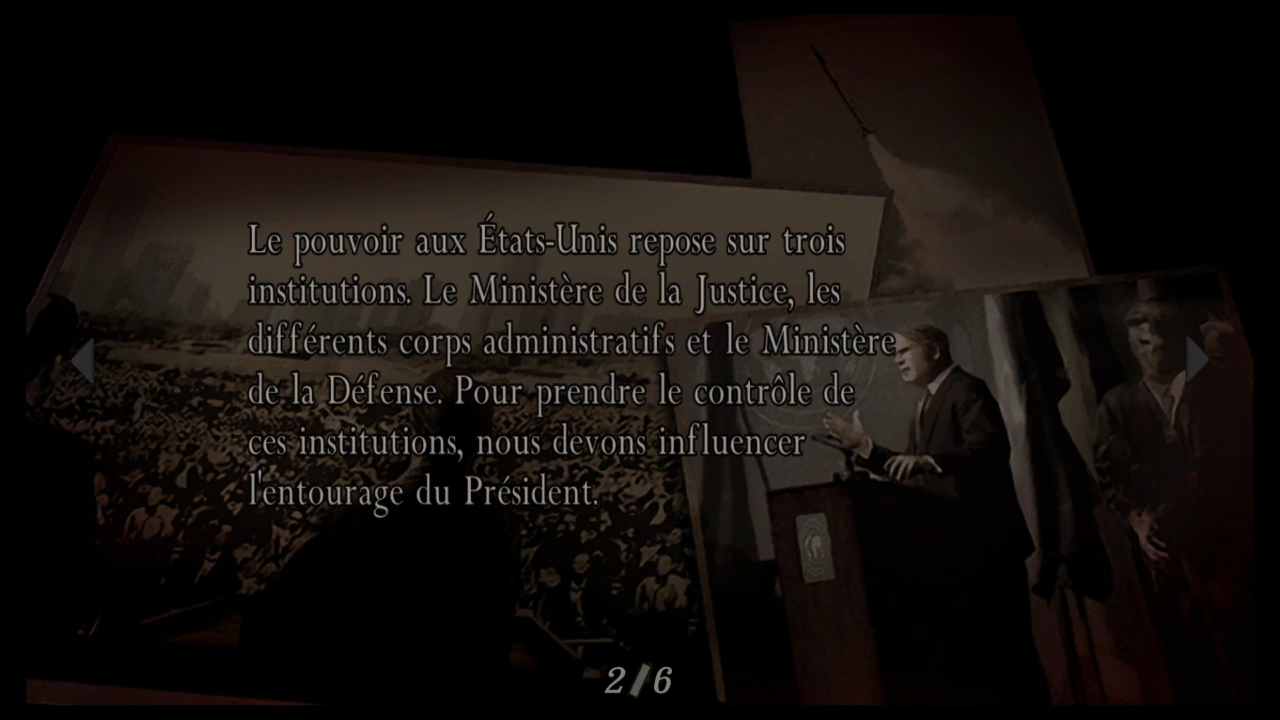 Le pouvoir aux États-Unis repose sur trois
institutions. Le Ministère de la Justice, les
différents corps administratifs et le Ministère
de la Défense. Pour prendre le contrôle de
ces institutions, nous devons influencer
l'entourage du Président.
2/6